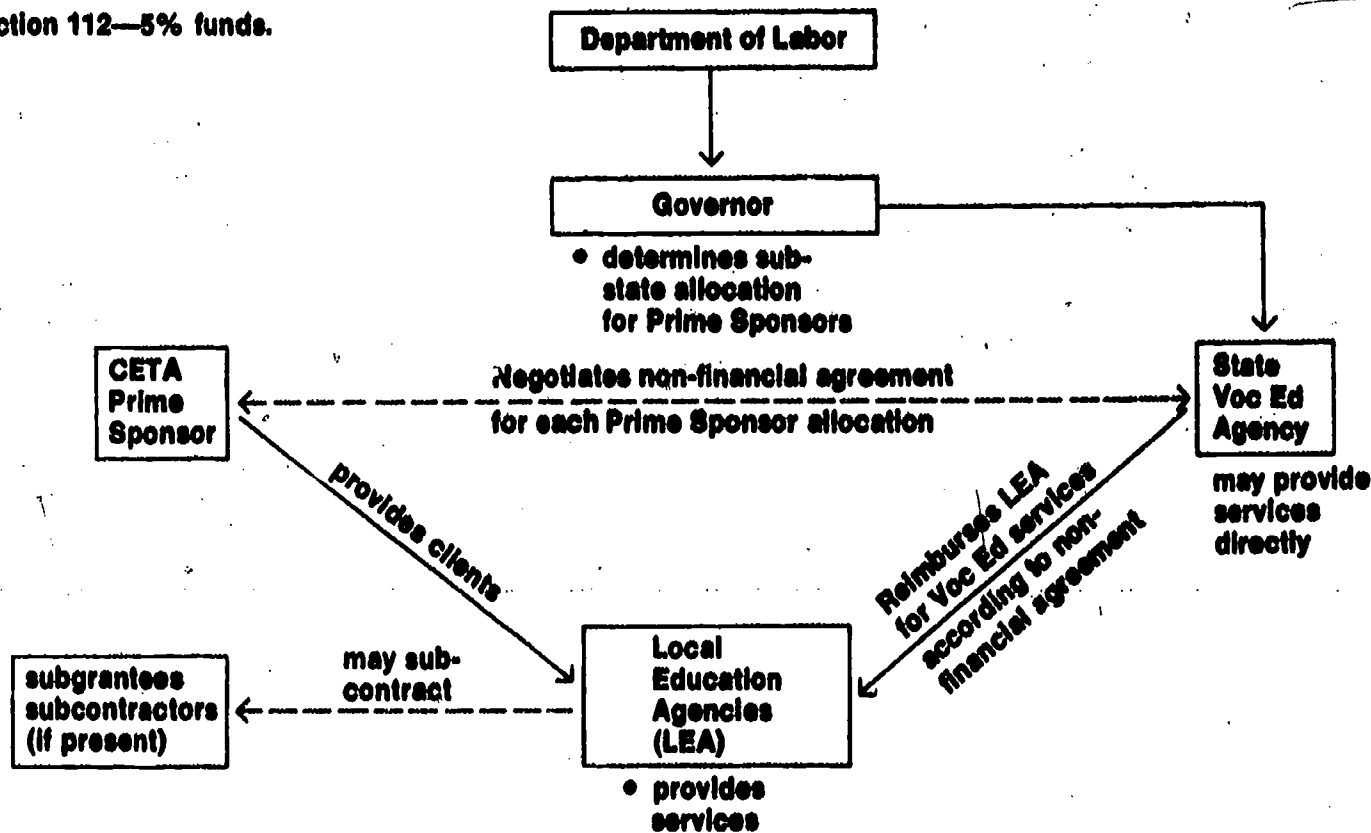 ction 112—5% funds.
Department of Labor
Governor
• determines sub-
state allocation
for Prime Sponsors
CETA
Prime
Sponsor
Negotiates non-financial agreement
for each Prime Sponsor allocation
State
Voc Ed
Agency
may provide
services
directly
provides clients
Reimburses LEA
for Voc Ed services
according to non-
financial agreement
subgrantees
subcontractors
(if present)
may sub-
contract
Local
Education
Agencies
(LEA)
• provides
services